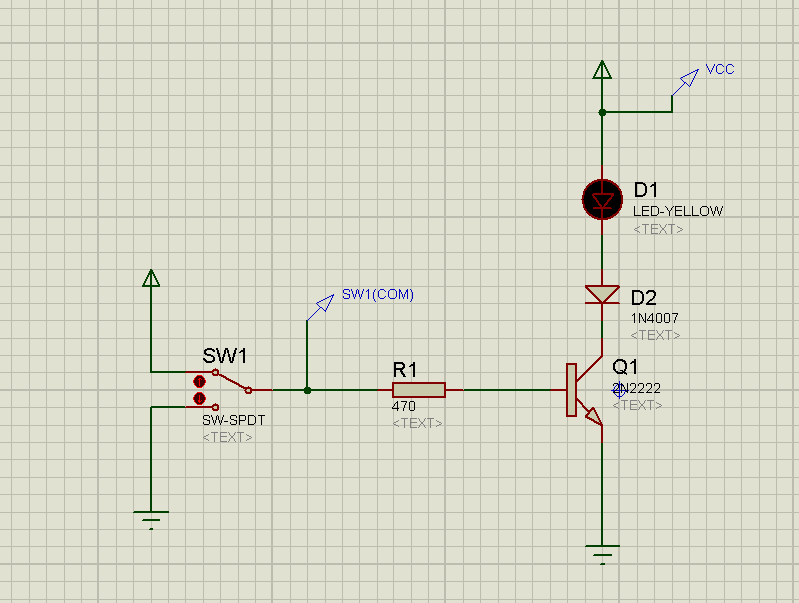 VCC
D1
LED-YELLOW
<TEXT>
SW1(COM)
D2
1N4007
<TEXT>
SW1
SW-SPDT
<TEXT>
R1
470
<TEXT>
Q1
2N2222
<TEXT>